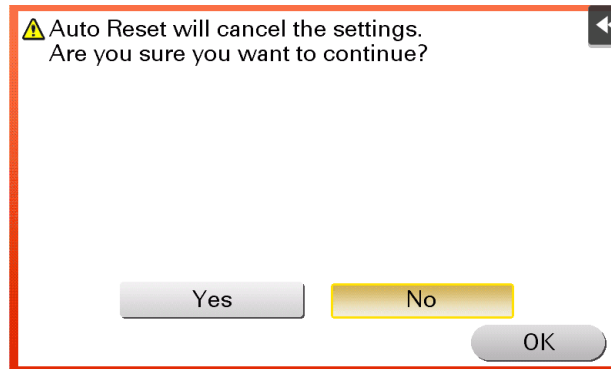 Auto Reset will cancel the settings.
Are you sure you want to continue?
Yes No
OK